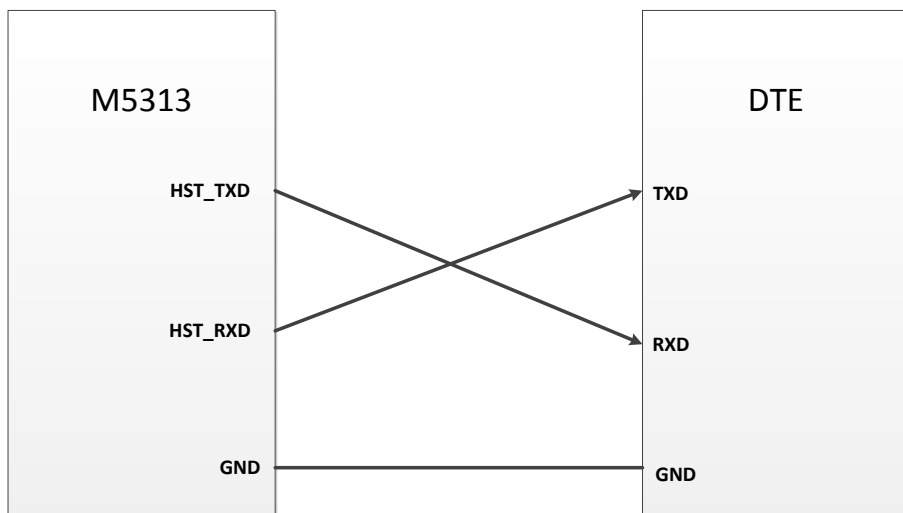 M5313
DTE
HST_TXD
TXD
HST_RXD
RXD
GND
GND